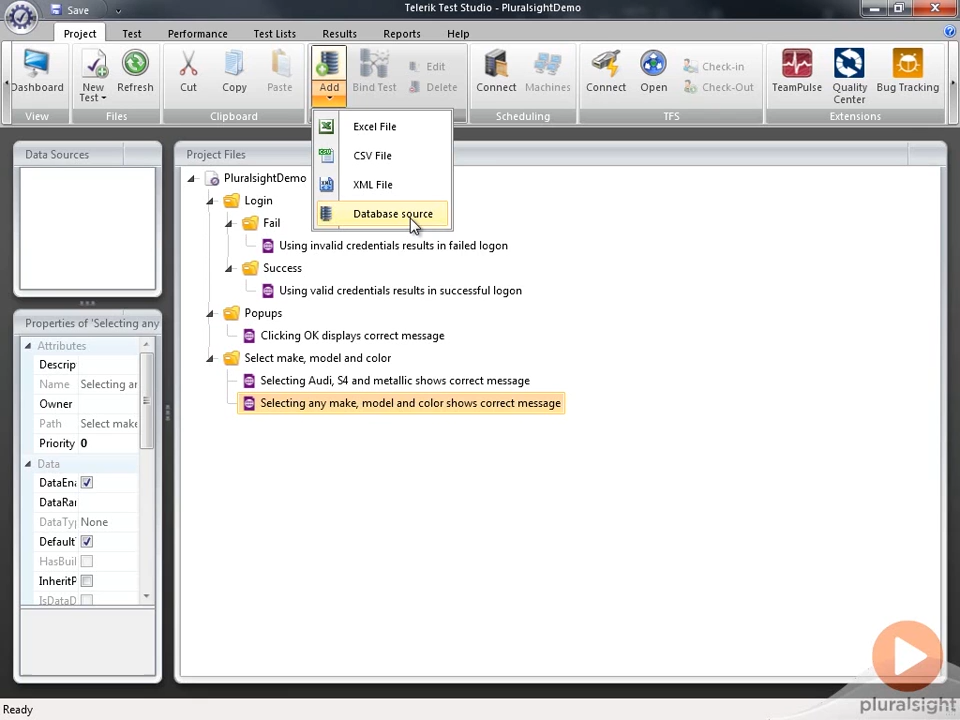 Save
Telerik Test Studio - PluralsightDemo
Project
Test
Performance
Test Lists
Results
Reports
Help
Dashboard
New
Test
Refresh
Cut
Copy
Paste
Add
Bind Test
Edit
Delete
Connect
Machines
Connect
Open
Check-in
Check-Out
TeamPulse
Quality
Center
Bug Tracking
View
Files
Clipboard
Scheduling
TFS
Extensions
Excel File
CSV File
XML File
Database source
Data Sources
Project Files
PluralsightDemo
Login
Fail
Using invalid credentials results in failed logon
Success
Using valid credentials results in successful logon
Popups
Clicking OK displays correct message
Select make, model and color
Selecting Audi, S4 and metallic shows correct message
Selecting any make, model and color shows correct message
Properties of 'Selecting any
Attributes
Descrip
Name Selecting ar
Owner
Path Select make
Priority 0
Data
DataEna
DataRar
DataTyp None
Default
HasBuil
InheritP
IsDataD
Ready
pluralsight